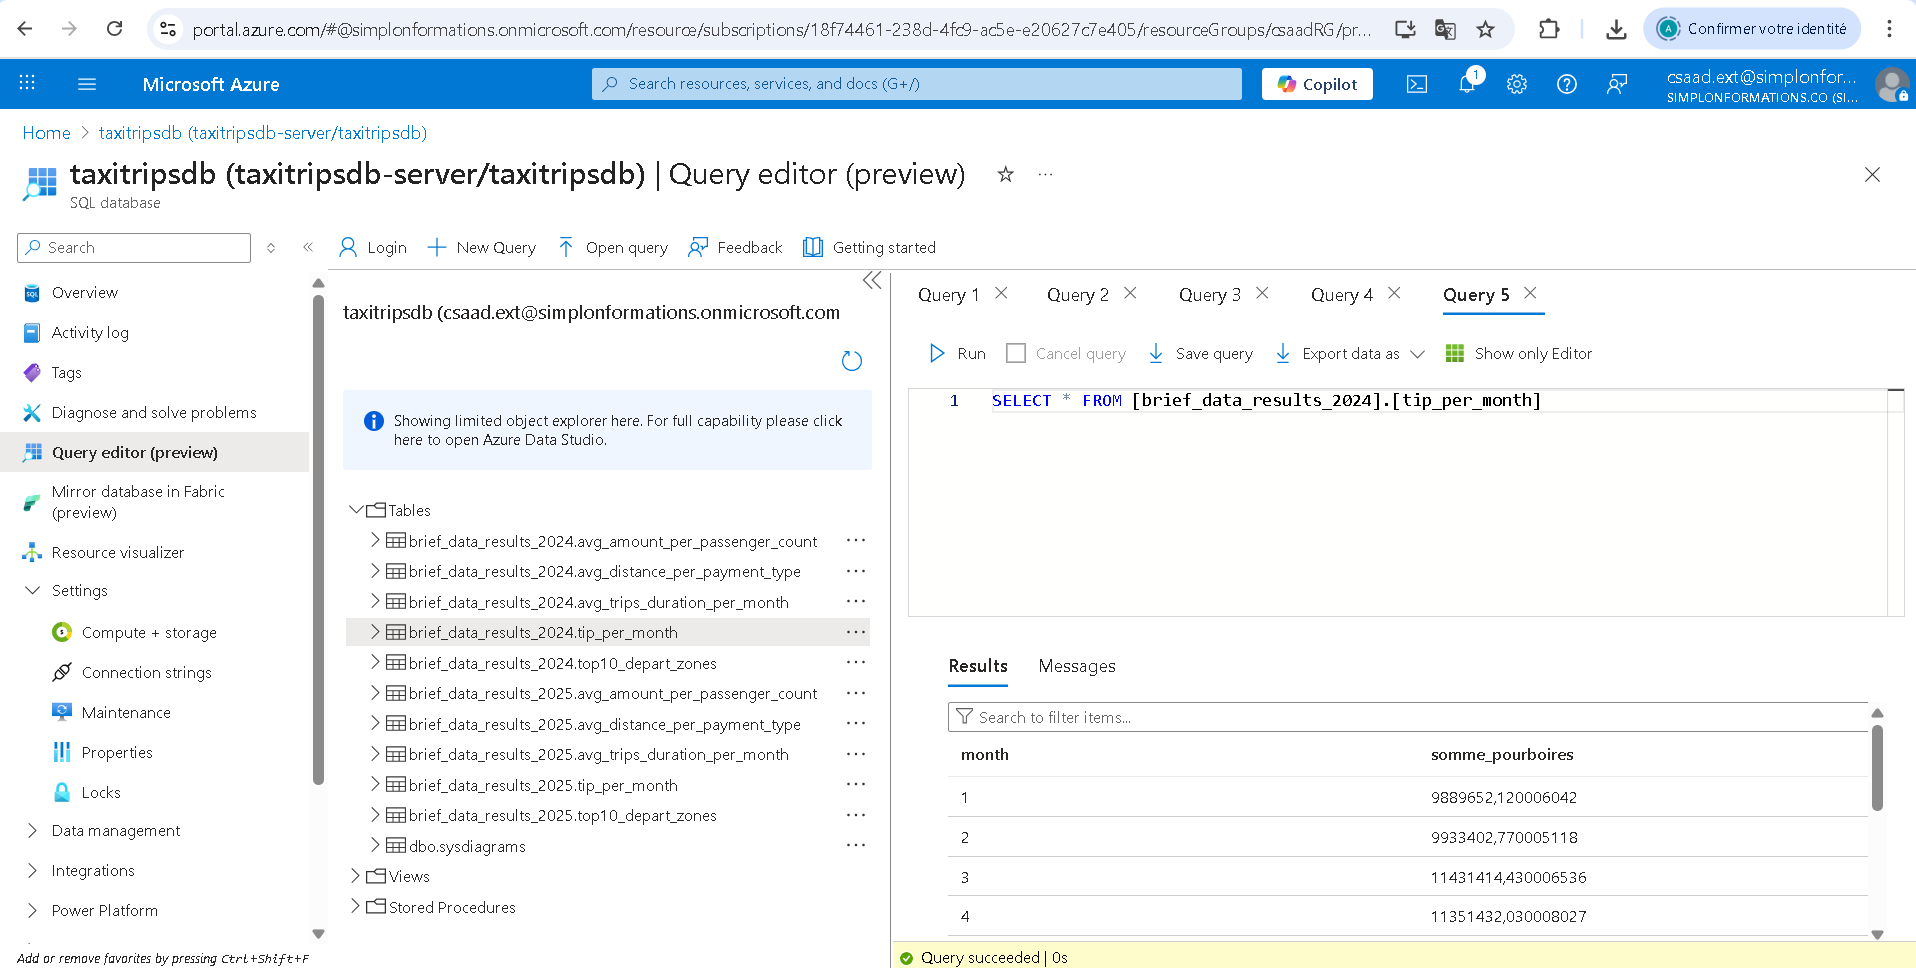 portal.azure.com/#@simplonformations.onmicrosoft.com/resource/subscriptions/18f74461-238d-4fc9-ac5e-e20627c7e405/resourceGroups/csaadRG/pr...
A
Confirmer votre identité
Microsoft Azure
Search resources, services, and docs (G+/)
Copilot
1
csaad.ext@simplonfor...
SIMPLONFORMATIONS.CO (SI...
Home > taxitripsdb (taxitripsdb-server/taxitripsdb)
taxitripsdb (taxitripsdb-server/taxitripsdb) | Query editor (preview)
SQL database
Search
Login
New Query
Open query
Feedback
Getting started
Overview
Activity log
Tags
Diagnose and solve problems
Query editor (preview)
Mirror database in Fabric
(preview)
Resource visualizer
Settings
Compute + storage
Connection strings
Maintenance
Properties
Locks
Data management
Integrations
Power Platform
Add or remove favorites by pressing Ctrl+Shift+F
taxitripsdb (csaad.ext@simplonformations.onmicrosoft.com
Showing limited object explorer here. For full capability please click
here to open Azure Data Studio.
Tables
brief_data_results_2024.avg_amount_per_passenger_count
brief_data_results_2024.avg_distance_per_payment_type
brief_data_results_2024.avg_trips_duration_per_month
brief_data_results_2024.tip_per_month
brief_data_results_2024.top10_depart_zones
brief_data_results_2025.avg_amount_per_passenger_count
brief_data_results_2025.avg_distance_per_payment_type
brief_data_results_2025.avg_trips_duration_per_month
brief_data_results_2025.tip_per_month
brief_data_results_2025.top10_depart_zones
dbo.sysdiagrams
Views
Stored Procedures
Query 1
Query 2
Query 3
Query 4
Query 5
Run
Cancel query
Save query
Export data as
Show only Editor
1 SELECT * FROM [brief_data_results_2024].[tip_per_month]
Results
Messages
Search to filter items...
month somme_pourboires
1 9889652,120006042
2 9933402,770005118
3 11431414,430006536
4 11351432,030008027
Query succeeded | 0s